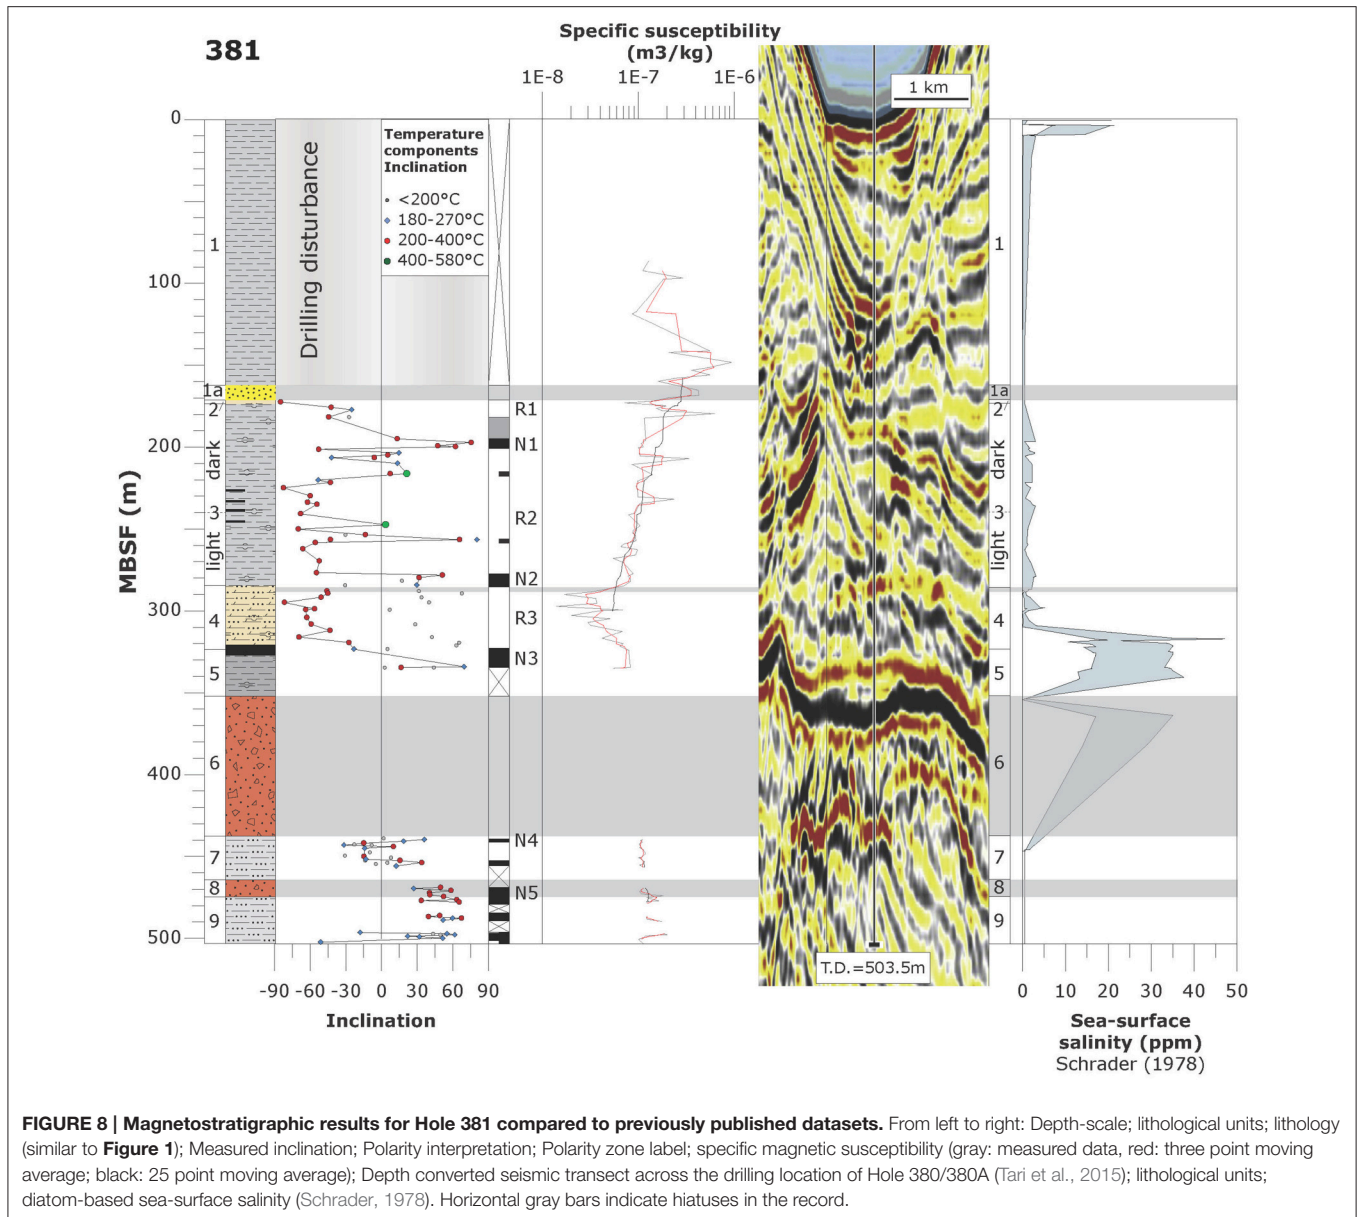 381
Specific susceptibility
(m3/kg)
1E-8
1E-7
1E-6
1 km
0
100
200
300
400
500
MBSF (m)
1
1a
2
dark
3
light
4
5
6
7
8
9
Drilling disturbance
Temperature
components
Inclination
<200°C
180-270°C
200-400°C
400-580°C
R1
N1
R2
N2
R3
N3
N4
N5
T.D.=503.5m
1
1a
2
dark
3
light
4
5
6
7
8
9
-90 -60 -30 0 30 60 90
Inclination
0 10 20 30 40 50
Sea-surface
salinity (ppm)
Schrader (1978)
FIGURE 8 | Magnetostratigraphic results for Hole 381 compared to previously published datasets. From left to right: Depth-scale; lithological units; lithology
(similar to Figure 1); Measured inclination; Polarity interpretation; Polarity zone label; specific magnetic susceptibility (gray: measured data, red: three point moving
average; black: 25 point moving average); Depth converted seismic transect across the drilling location of Hole 380/380A (Tari et al., 2015); lithological units;
diatom-based sea-surface salinity (Schrader, 1978). Horizontal gray bars indicate hiatuses in the record.